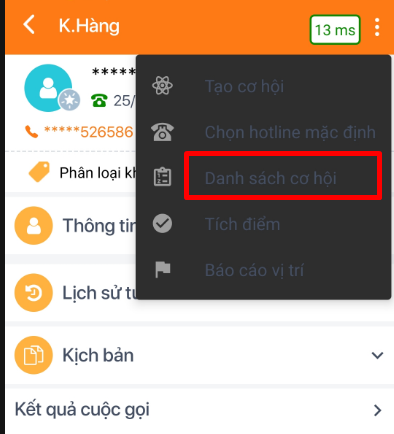 K.Hàng
13 ms
*****
25/
*****526586
Phân loại kh
Thông tin
Lịch sử tu
Kịch bản
Kết quả cuộc gọi
Tạo cơ hội
Chọn hotline mặc định
Danh sách cơ hội
Tích điểm
Báo cáo vị trí